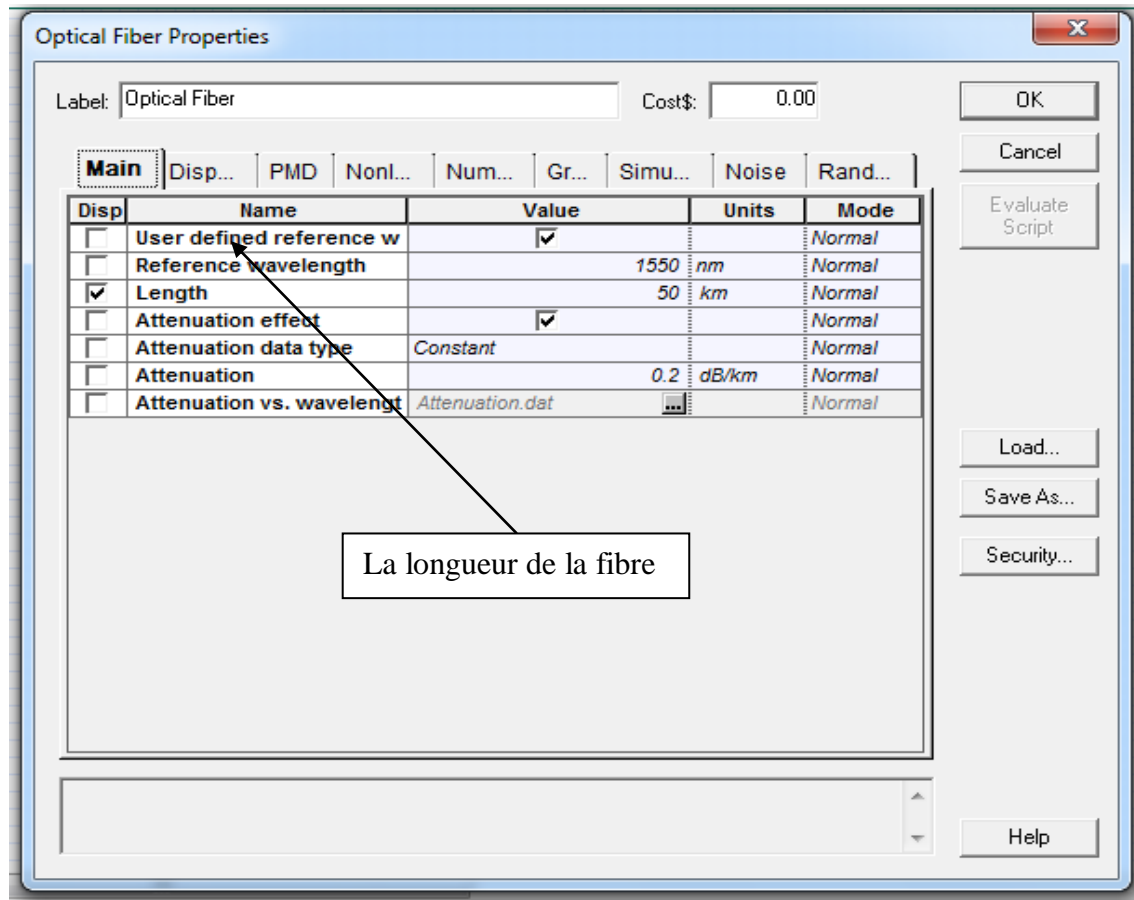 Optical Fiber Properties
Label: Optical Fiber Cost$: 0.00
OK
Cancel
Evaluate
Script
Main Disp... PMD Nonl... Num... Gr... Simu... Noise Rand...
Disp Name Value Units Mode
User defined reference w Normal
Reference wavelength 1550 nm Normal
Length 50 km Normal
Attenuation effect Normal
Attenuation data type Constant Normal
Attenuation 0.2 dB/km Normal
Attenuation vs. wavelengt Attenuation.dat ... Normal
Load...
Save As...
La longueur de la fibre
Security...
Help